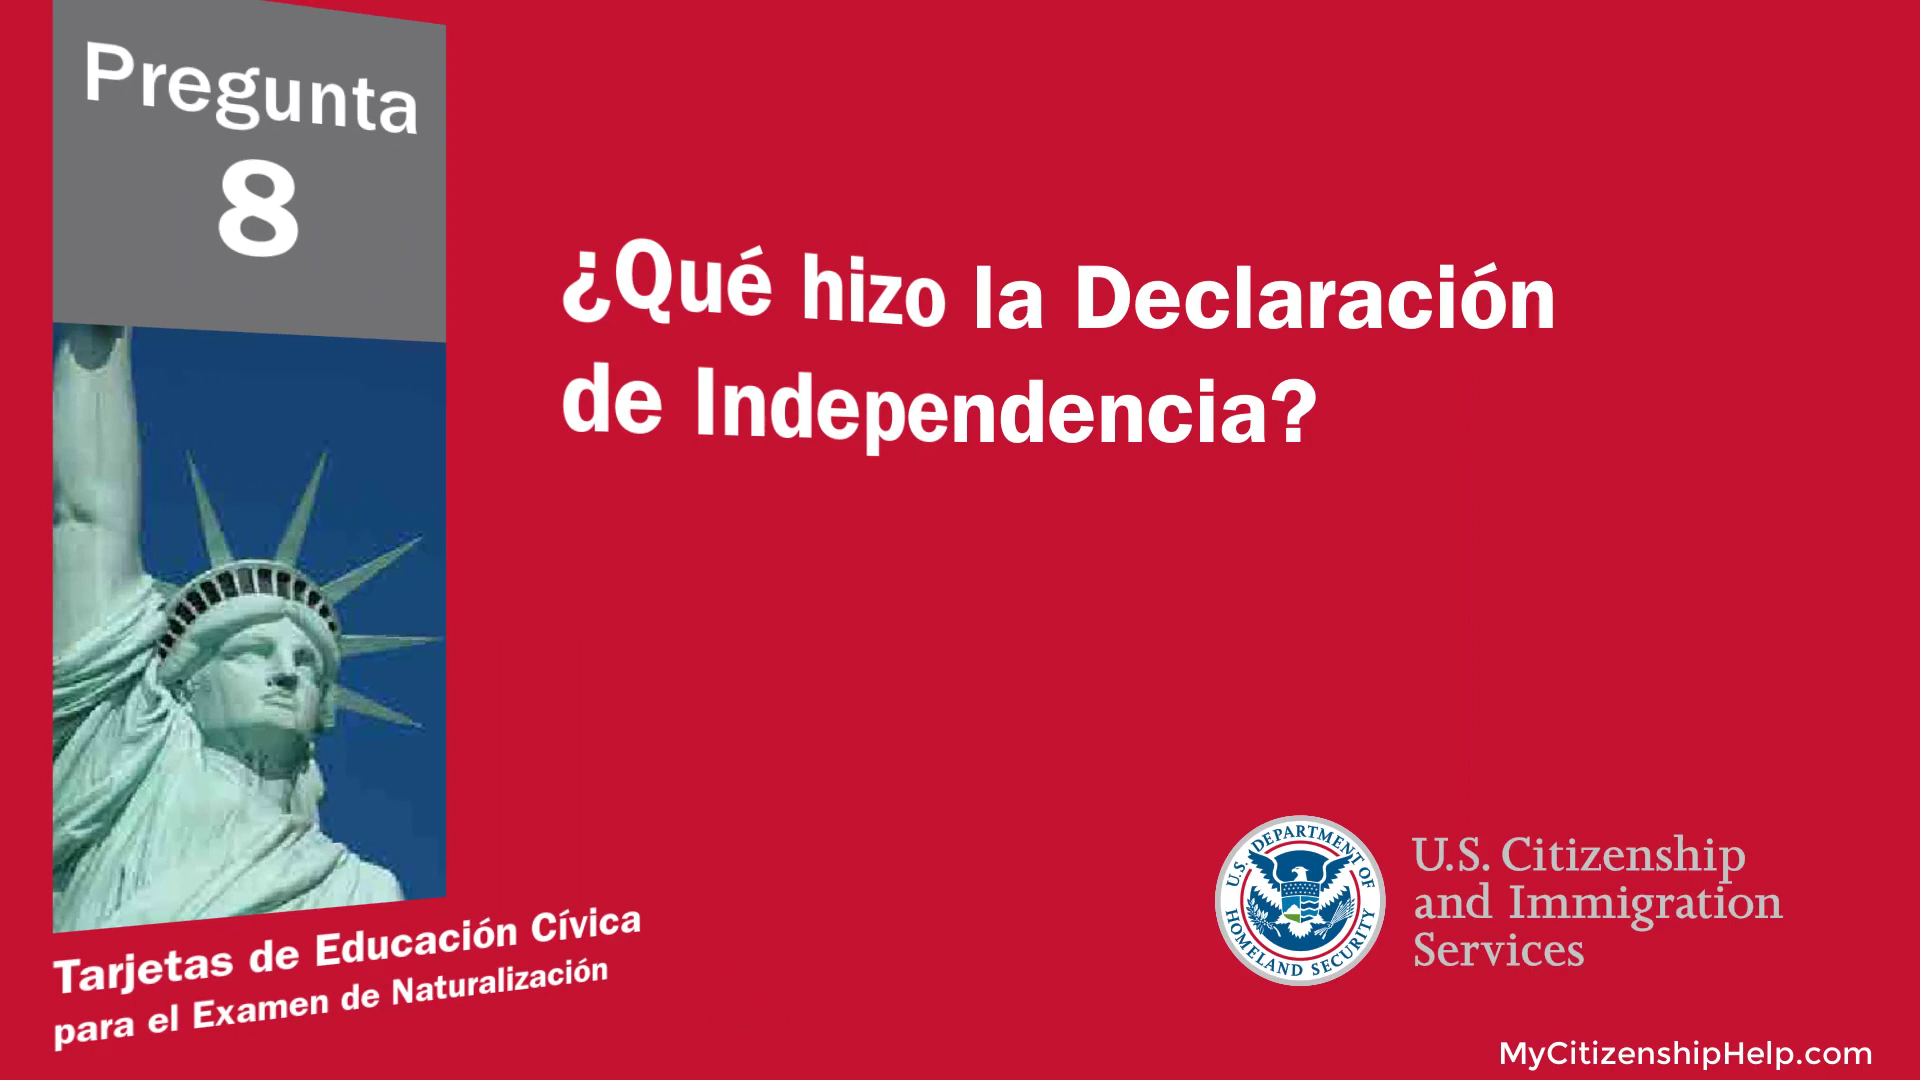 Pregunta
8
¿Qué hizo la Declaración
de Independencia?
Tarjetas de Educación Cívica
para el Examen de Naturalización
U.S. DEPARTMENT OF
HOMELAND SECURITY
U.S. Citizenship
and Immigration
Services
MyCitizenshipHelp.com